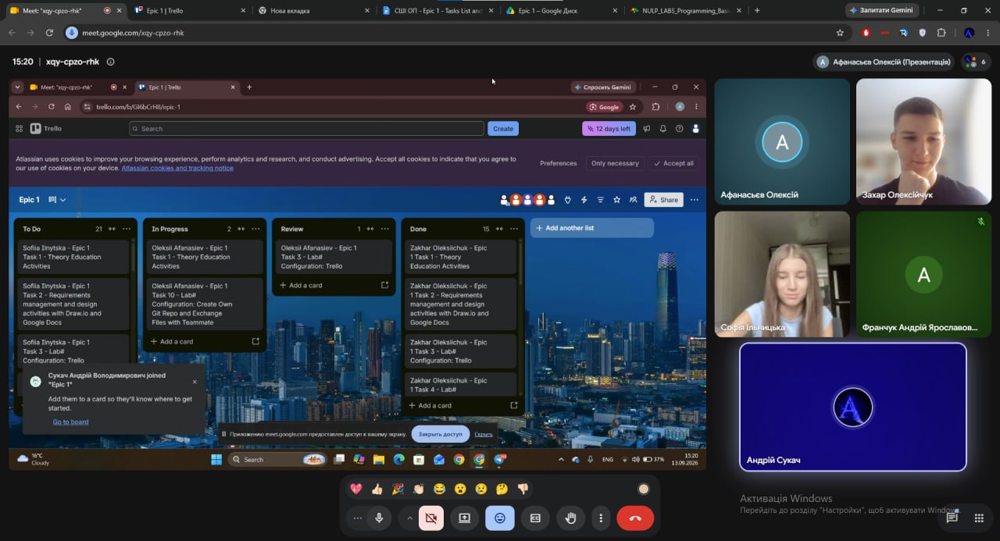 Meet: "xqy-cpzo-rhk"
Epic 1 | Trello
Нова вкладка
СШІ ОП - Epic 1 - Tasks List and
Epic 1 – Google Диск
NULP_LABS_Programming_Bas
Запитати Gemini
meet.google.com/xqy-cpzo-rhk
15:20 | xqy-cpzo-rhk
Афанасьєв Олексій (Презентація)
6
Meet: "xqy-cpzo-rhk"
Epic 1 | Trello
Спросить Gemini
trello.com/b/GI6bCrH8/epic-1
Google
Trello
Search
Create
12 days left
Atlassian uses cookies to improve your browsing experience, perform analytics and research, and conduct advertising. Accept all cookies to indicate that you agree to
our use of cookies on your device. Atlassian cookies and tracking notice
Preferences
Only necessary
Accept all
Epic 1
Share
To Do 21
Sofiia Ilnytska - Epic 1
Task 1 - Theory Education
Activities
Sofiia Ilnytska - Epic 1
Task 2 - Requirements
management and design
activities with Draw.io and
Google Docs
Sofiia Ilnytska - Epic 1
Task 3 - Lab#
Configuration: Trello
In Progress 2
Oleksii Afanasiev - Epic 1
Task 1 - Theory Education
Activities
Oleksii Afanasiev - Epic 1
Task 10 - Lab#
Configuration: Create Own
Git Repo and Exchange
Files with Teammate
Add a card
Review 1
Oleksii Afanasiev - Epic 1
Task 3 - Lab#
Configuration: Trello
Add a card
Done 15
Zakhar Oleksiichuk - Epic
1 Task 1 - Theory
Education Activities
Zakhar Oleksiichuk - Epic
1 Task 2 - Requirements
management and design
activities with Draw.io and
Google Docs
Zakhar Oleksiichuk - Epic
1 Task 3 - Lab#
Configuration: Trello
Zakhar Oleksiichuk - Epic
1 Task 4 - Lab#
Add a card
Add another list
Сукач Андрій Володимирович joined
"Epic 1"
Add them to a card so they'll know where to get
started.
Go to board
Приложению meet.google.com предоставлен доступ к вашему экрану.
Закрыть доступ
Скрыть
16°C
Cloudy
Search
ENG
37%
15:20
13.09.2026
A
Афанасьєв Олексій
Захар Олексійчук
Софія Ільницька
A
Франчук Андрій Ярославов...
A
Андрій Сукач
Активація Windows
Перейдіть до розділу "Настройки", щоб активувати Windows.